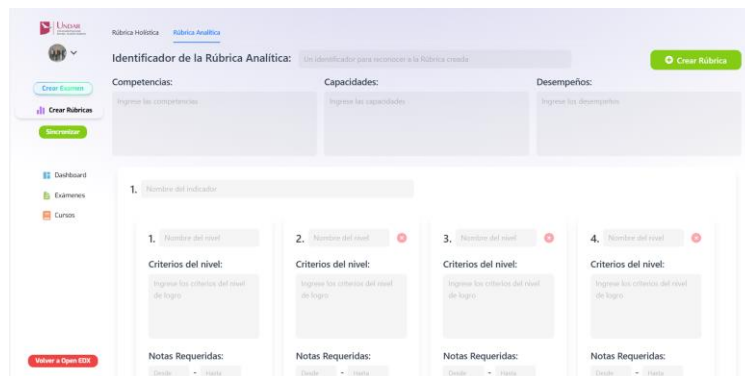 UNDAR
Rúbrica Holística
Rúbrica Analítica
Identificador de la Rúbrica Analítica:
Un Identificador para reconocer a la Rúbrica creada
Crear Rúbrica
Crear Examen
Crear Rúbricas
Sincronizar
Dashboard
Exámenes
Cursos
Volver a Open EDX
Competencias:
Ingrese las competencias
Capacidades:
Ingrese las capacidades
Desempeños:
Ingrese los desempeños
1.
Nombre del indicador
1.
Nombre del nivel
Criterios del nivel:
Ingrese los criterios del nivel
de logro
Notas Requeridas:
Desde - Hasta
2.
Nombre del nivel
Criterios del nivel:
Ingrese los criterios del nivel
de logro
Notas Requeridas:
Desde - Hasta
3.
Nombre del nivel
Criterios del nivel:
Ingrese los criterios del nivel
de logro
Notas Requeridas:
Desde - Hasta
4.
Nombre del nivel
Criterios del nivel:
Ingrese los criterios del nivel
de logro
Notas Requeridas:
Desde - Hasta